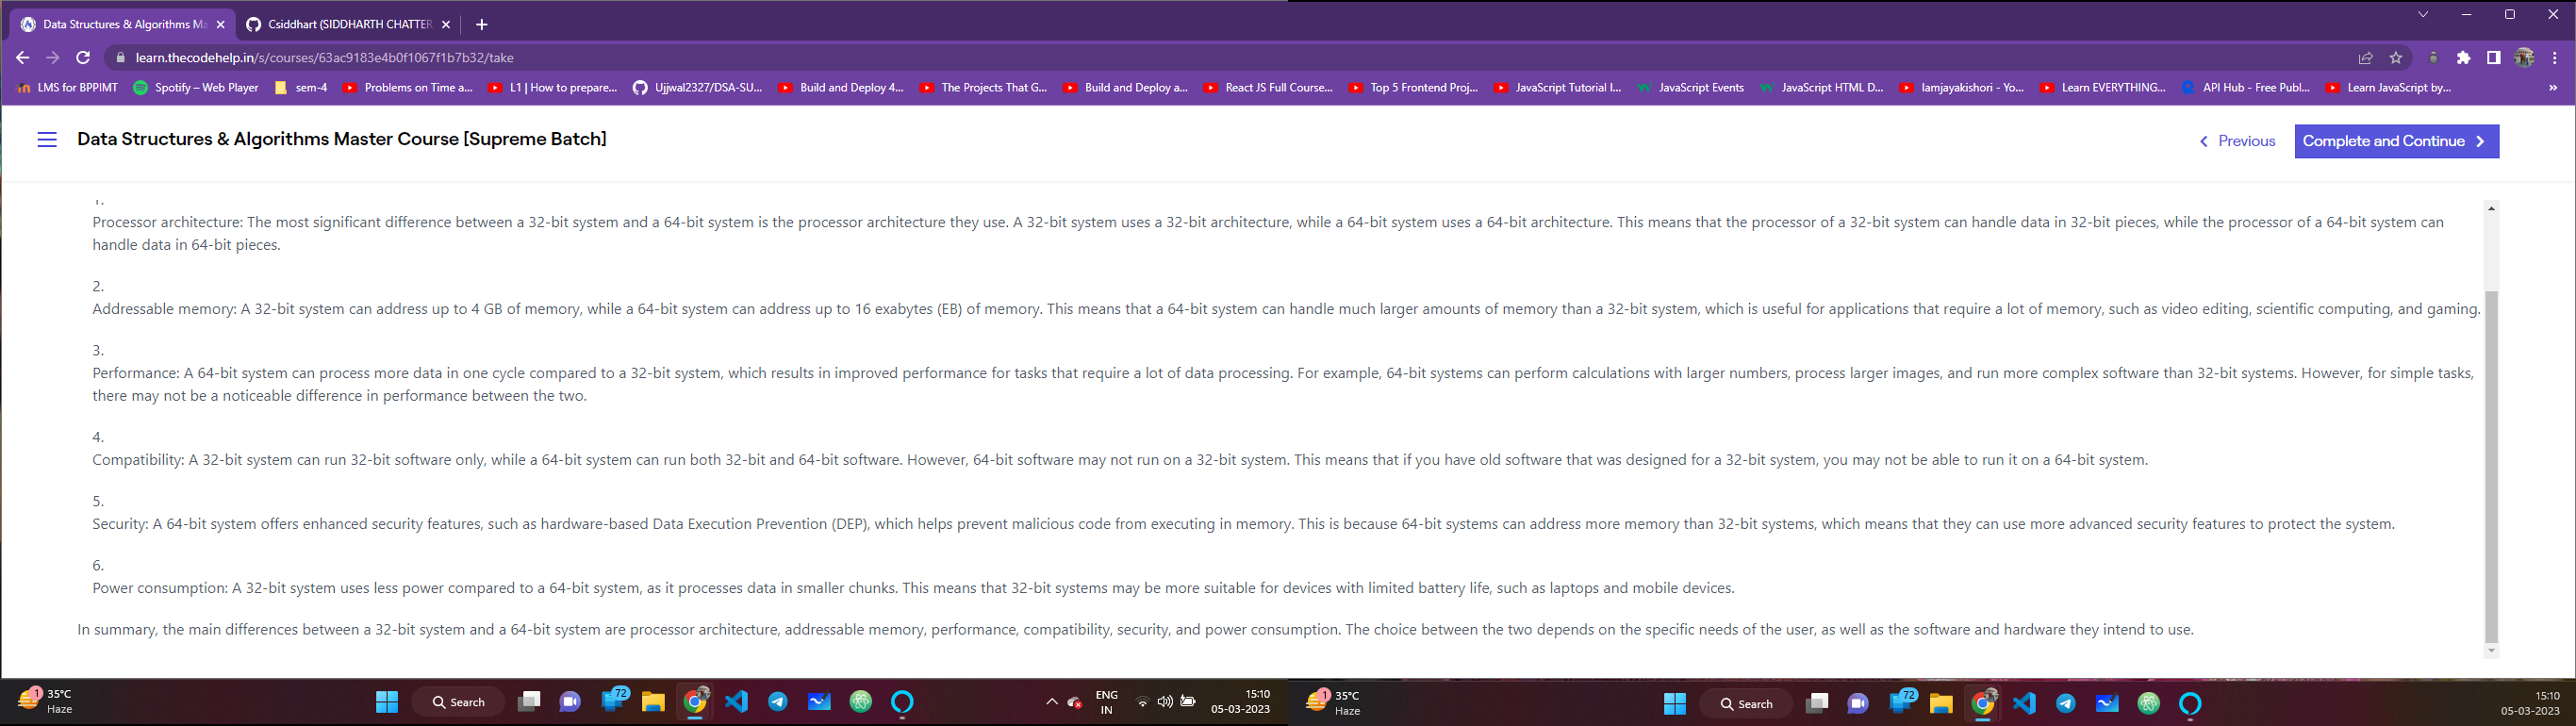 Data Structures & Algorithms Ma
Csiddhart (SIDDHARTH CHATTER
learn.thecodehelp.in/s/courses/63ac9183e4b0f1067f1b7b32/take
LMS for BPPIMT
Spotify – Web Player
sem-4
Problems on Time a...
L1 | How to prepare...
Ujjwal2327/DSA-SU...
Build and Deploy 4...
The Projects That G...
Build and Deploy a...
React JS Full Course...
Top 5 Frontend Proj...
JavaScript Tutorial I...
JavaScript Events
JavaScript HTML D...
Iamjayakishori - Yo...
Learn EVERYTHING...
API Hub - Free Publ...
Learn JavaScript by...
»
Data Structures & Algorithms Master Course [Supreme Batch]
Previous
Complete and Continue
1.
Processor architecture: The most significant difference between a 32-bit system and a 64-bit system is the processor architecture they use. A 32-bit system uses a 32-bit architecture, while a 64-bit system uses a 64-bit architecture. This means that the processor of a 32-bit system can handle data in 32-bit pieces, while the processor of a 64-bit system can
handle data in 64-bit pieces.
2.
Addressable memory: A 32-bit system can address up to 4 GB of memory, while a 64-bit system can address up to 16 exabytes (EB) of memory. This means that a 64-bit system can handle much larger amounts of memory than a 32-bit system, which is useful for applications that require a lot of memory, such as video editing, scientific computing, and gaming.
3.
Performance: A 64-bit system can process more data in one cycle compared to a 32-bit system, which results in improved performance for tasks that require a lot of data processing. For example, 64-bit systems can perform calculations with larger numbers, process larger images, and run more complex software than 32-bit systems. However, for simple tasks,
there may not be a noticeable difference in performance between the two.
4.
Compatibility: A 32-bit system can run 32-bit software only, while a 64-bit system can run both 32-bit and 64-bit software. However, 64-bit software may not run on a 32-bit system. This means that if you have old software that was designed for a 32-bit system, you may not be able to run it on a 64-bit system.
5.
Security: A 64-bit system offers enhanced security features, such as hardware-based Data Execution Prevention (DEP), which helps prevent malicious code from executing in memory. This is because 64-bit systems can address more memory than 32-bit systems, which means that they can use more advanced security features to protect the system.
6.
Power consumption: A 32-bit system uses less power compared to a 64-bit system, as it processes data in smaller chunks. This means that 32-bit systems may be more suitable for devices with limited battery life, such as laptops and mobile devices.
In summary, the main differences between a 32-bit system and a 64-bit system are processor architecture, addressable memory, performance, compatibility, security, and power consumption. The choice between the two depends on the specific needs of the user, as well as the software and hardware they intend to use.
1
35°C
Haze
Search
72
ENG
IN
15:10
05-03-2023
1
35°C
Haze
Search
72
15:10
05-03-2023